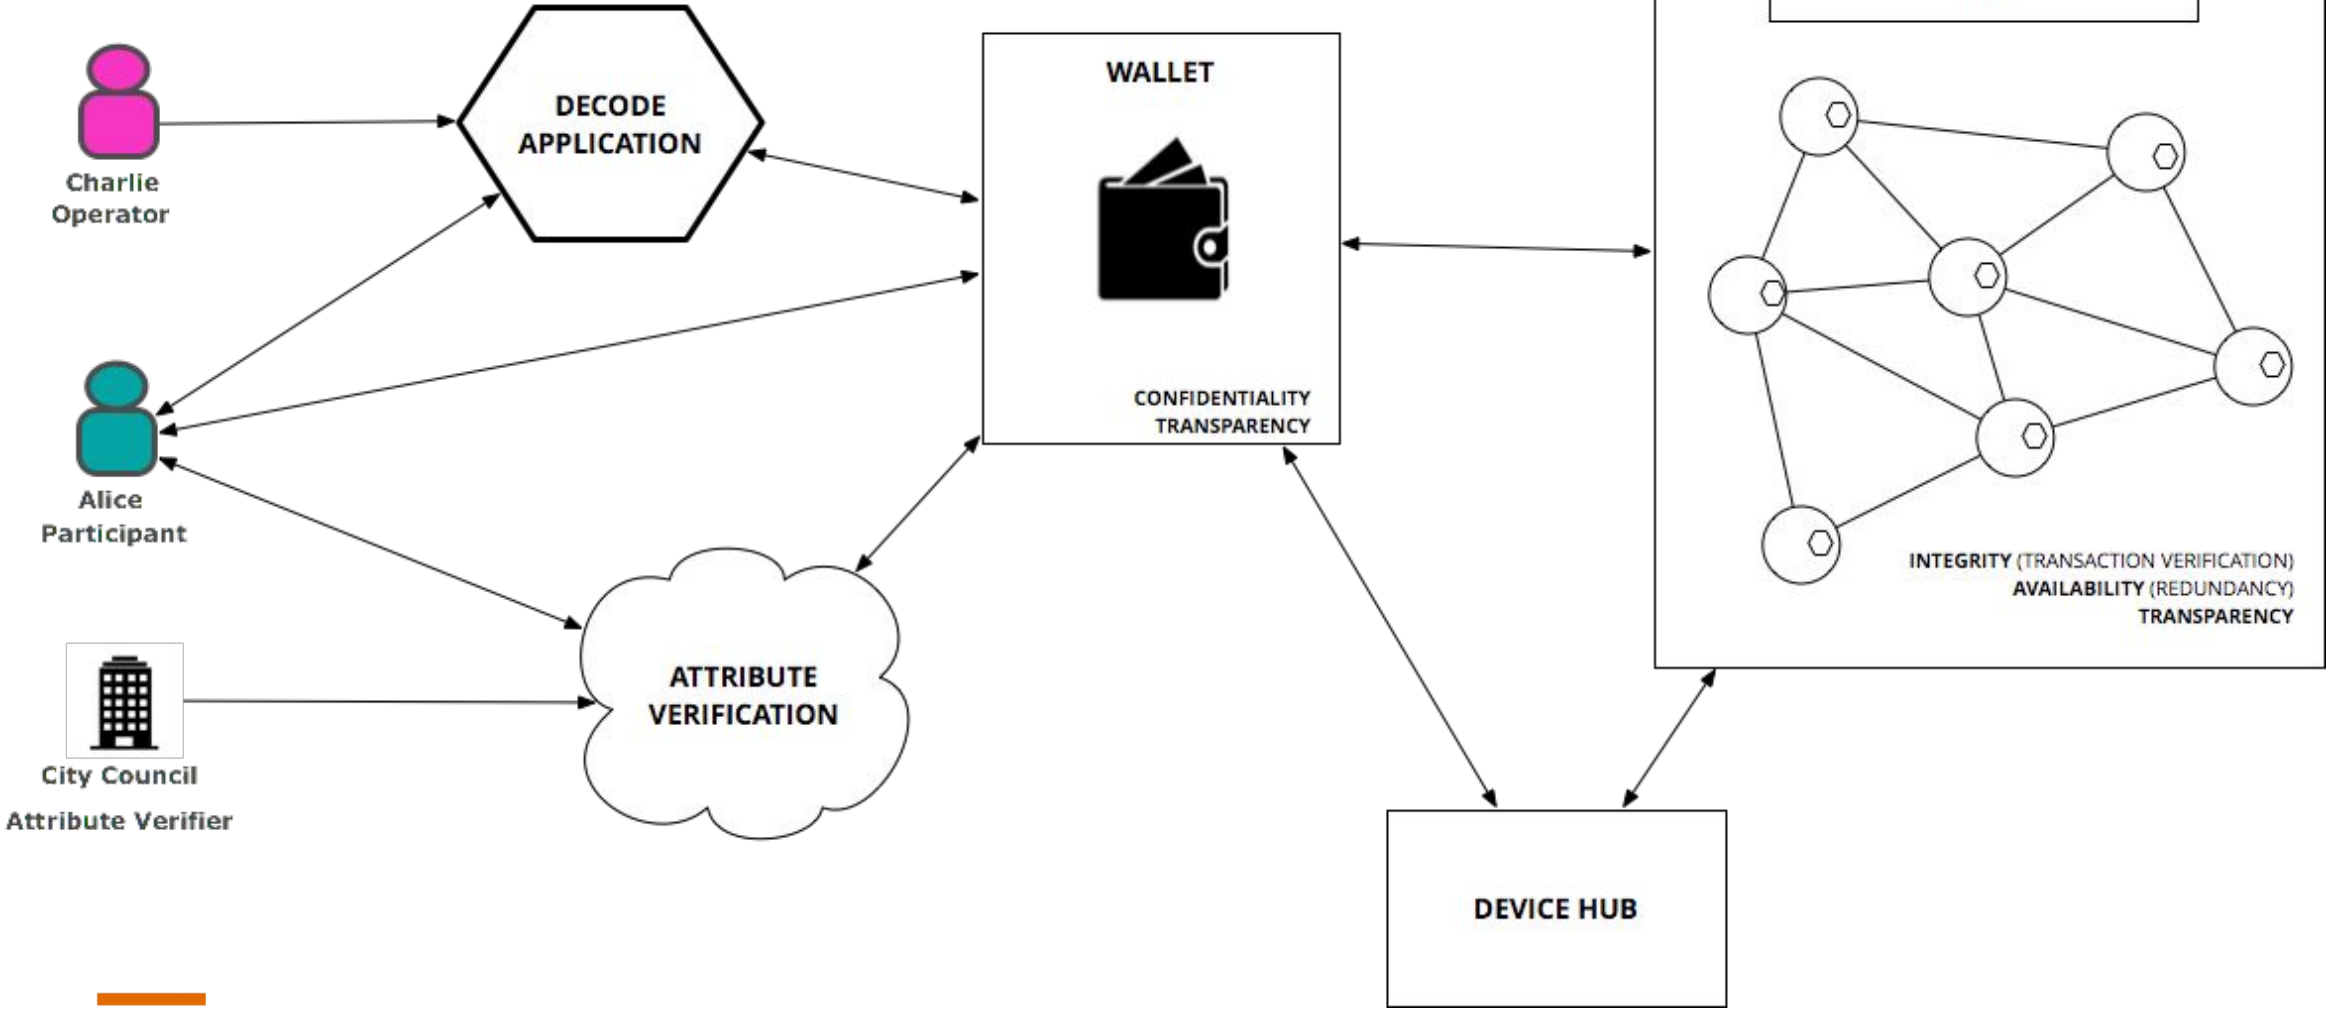 Charlie
Operator
DECODE
APPLICATION
WALLET
CONFIDENTIALITY
TRANSPARENCY
Alice
Participant
City Council
Attribute Verifier
ATTRIBUTE
VERIFICATION
INTEGRITY (TRANSACTION VERIFICATION)
AVAILABILITY (REDUNDANCY)
TRANSPARENCY
DEVICE HUB